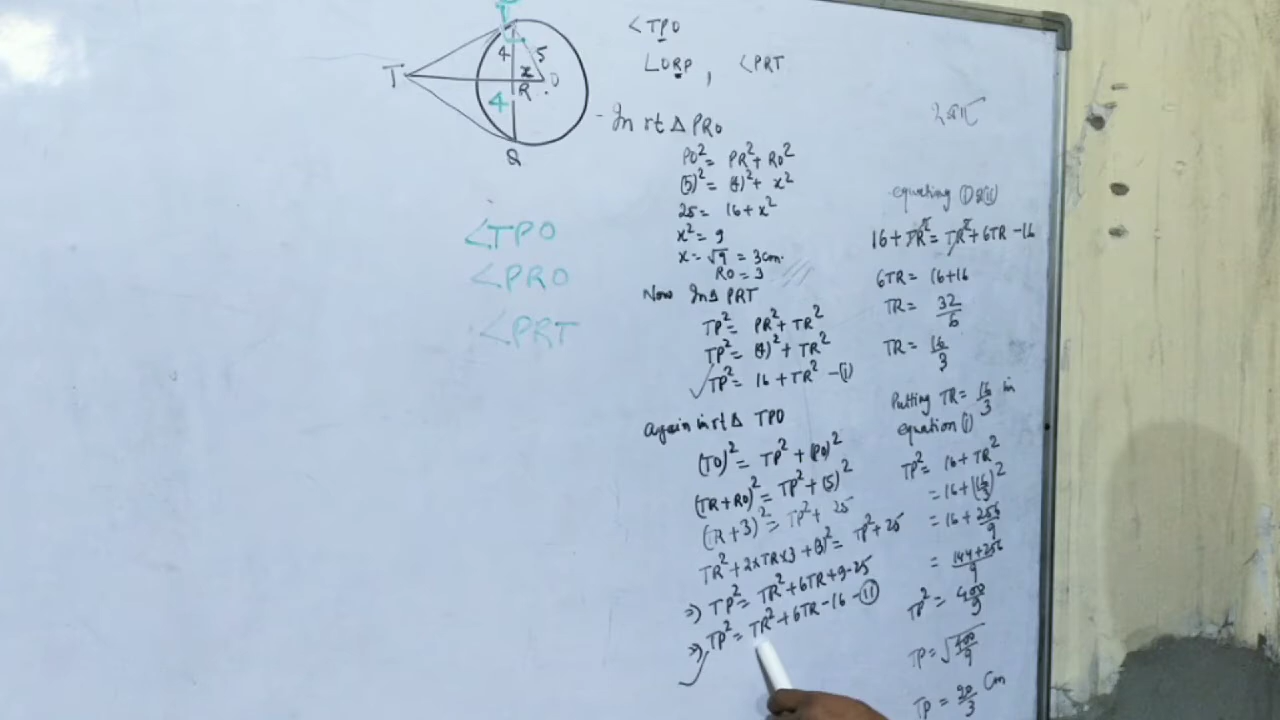 T
4 5
x
T R O
4
Q
∠TPO
∠ORP, ∠PRT
∠TPO
∠PRO
∠PRT
In rt Δ PRO
PO² = PR² + RO²
(5)² = (4)² + x²
25 = 16 + x²
x² = 9
x = √9 = 3cm.
RO = 3
Now In Δ PRT
TP² = PR² + TR²
TP² = (4)² + TR²
TP² = 16 + TR² - (i)
Again in rt Δ TPO
(TO)² = TP² + (PO)²
(TR + RO)² = TP² + (5)²
(TR + 3)² = TP² + 25
TR² + 2×TR×3 + (3)² = TP² + 25
=) TP² = TR² + 6TR + 9 - 25
=) TP² = TR² + 6TR - 16 - (ii)
equating (i) & (ii)
16 + TR² = TR² + 6TR - 16
6TR = 16 + 16
TR = 32/6
TR = 16/3
Putting TR = 16/3 in
equation (i)
TP² = 16 + TR²
= 16 + (16/3)²
= 16 + 256/9
= 144 + 256/9
TP² = 400/9
TP = √400/9
TP = 20/3 Cm